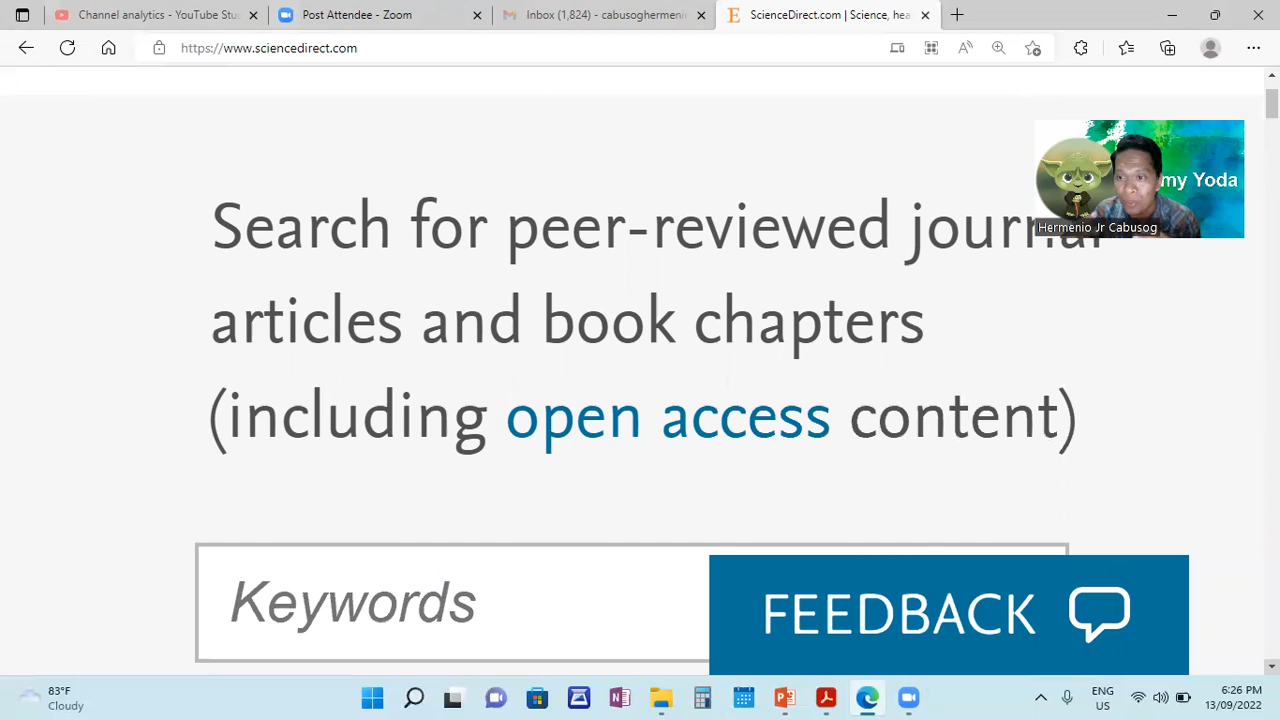 Channel analytics - YouTube Stu
Post Attendee - Zoom
Inbox (1,824) - cabusoghermeni
ScienceDirect.com | Science, hea
https://www.sciencedirect.com
Search for peer-reviewed journal
articles and book chapters
(including open access content)
my Yoda
Hermenio Jr Cabusog
Keywords
FEEDBACK
83°F
Cloudy
ENG
US
6:26 PM
13/09/2022